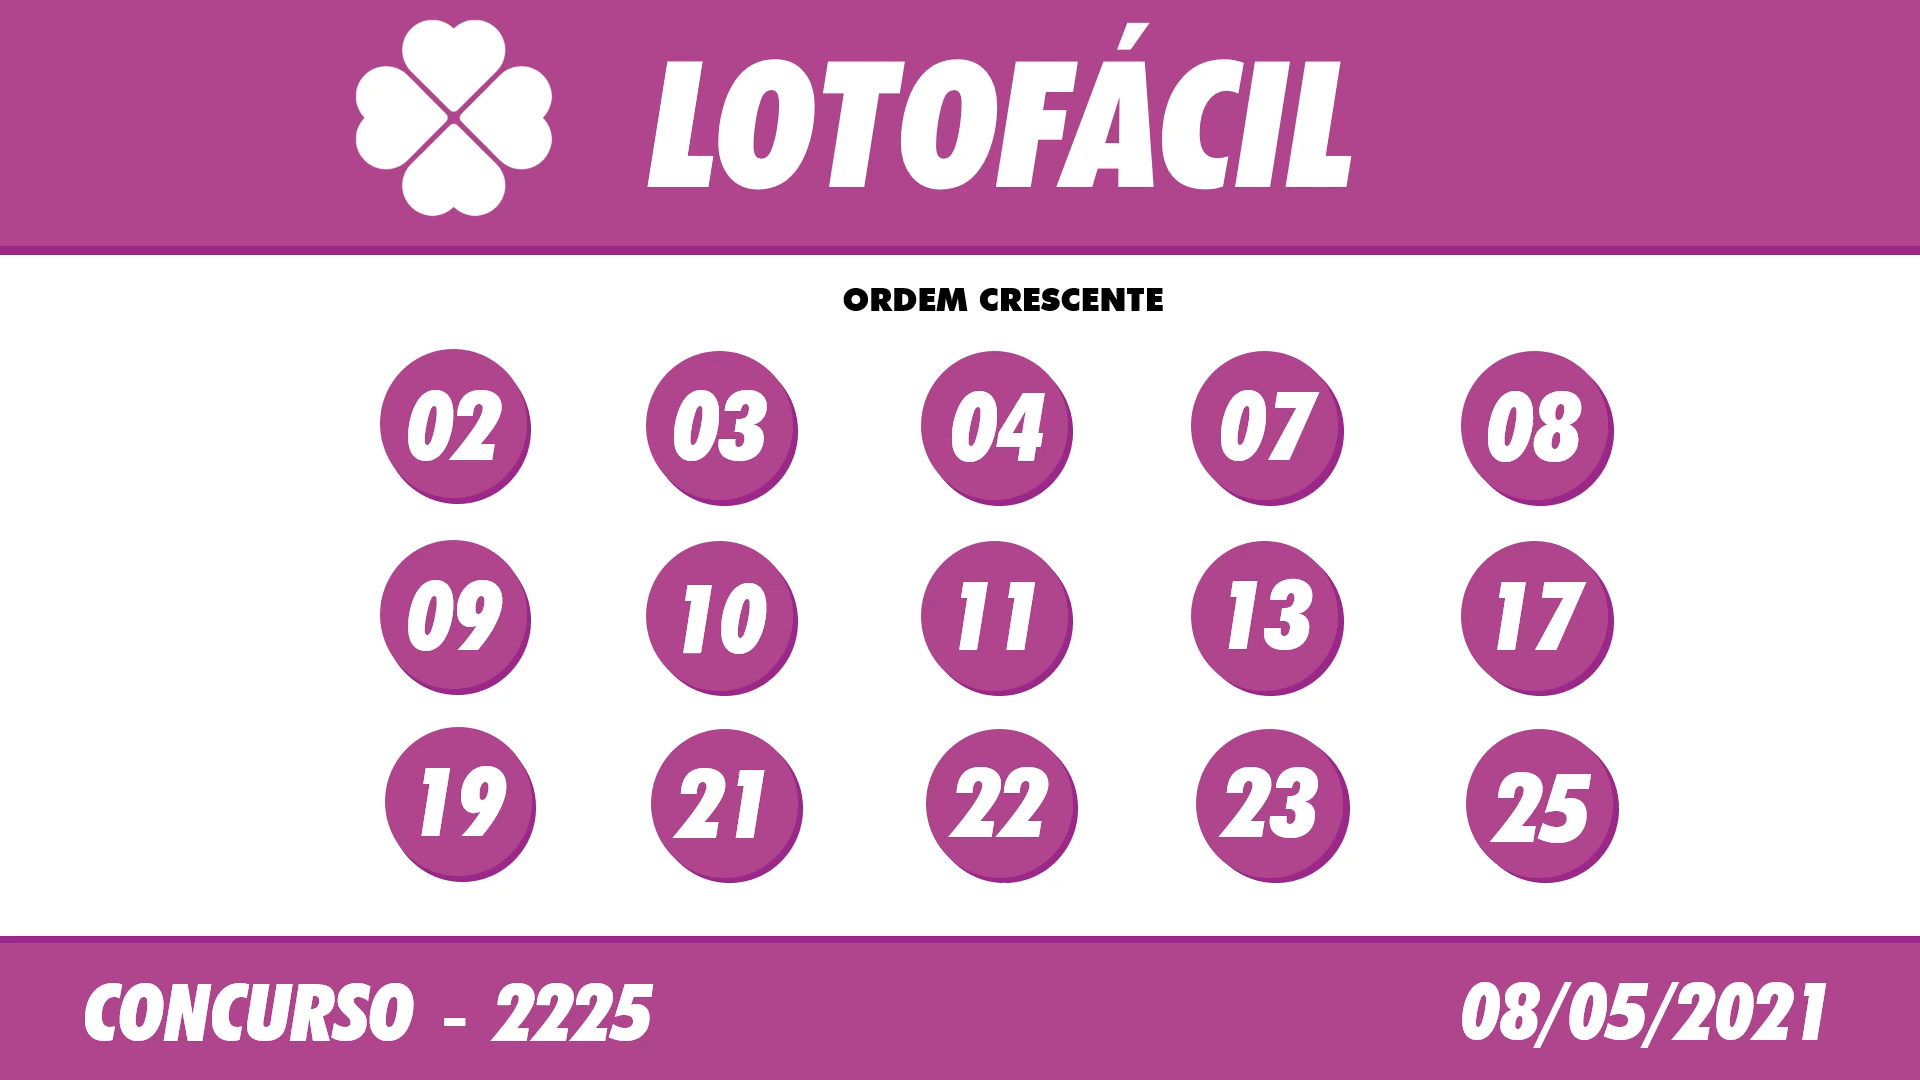 LOTOFÁCIL
ORDEM CRESCENTE
02 03 04 07 08
09 10 11 13 17
19 21 22 23 25
CONCURSO - 2225 08/05/2021